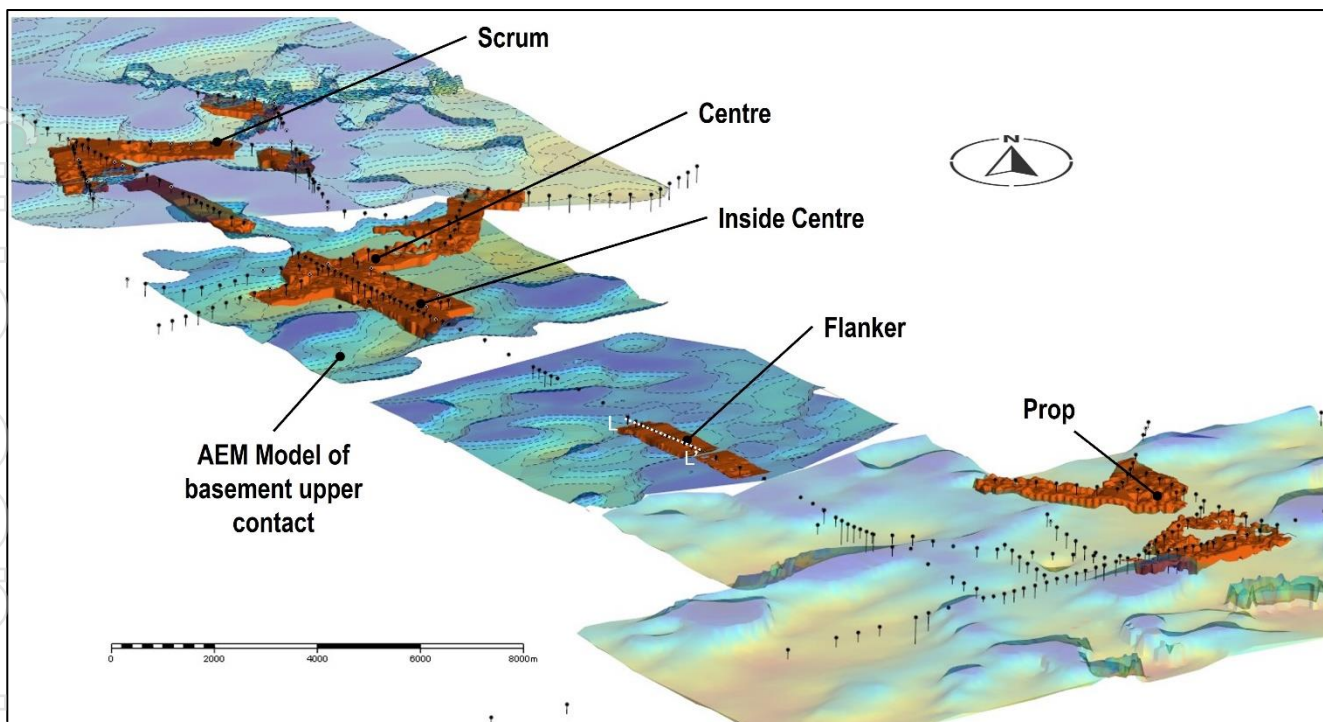 Scrum
Centre
N
Inside Centre
Flanker
L
L
Prop
AEM Model of
basement upper
contact
0 2000 4000 6000 8000m